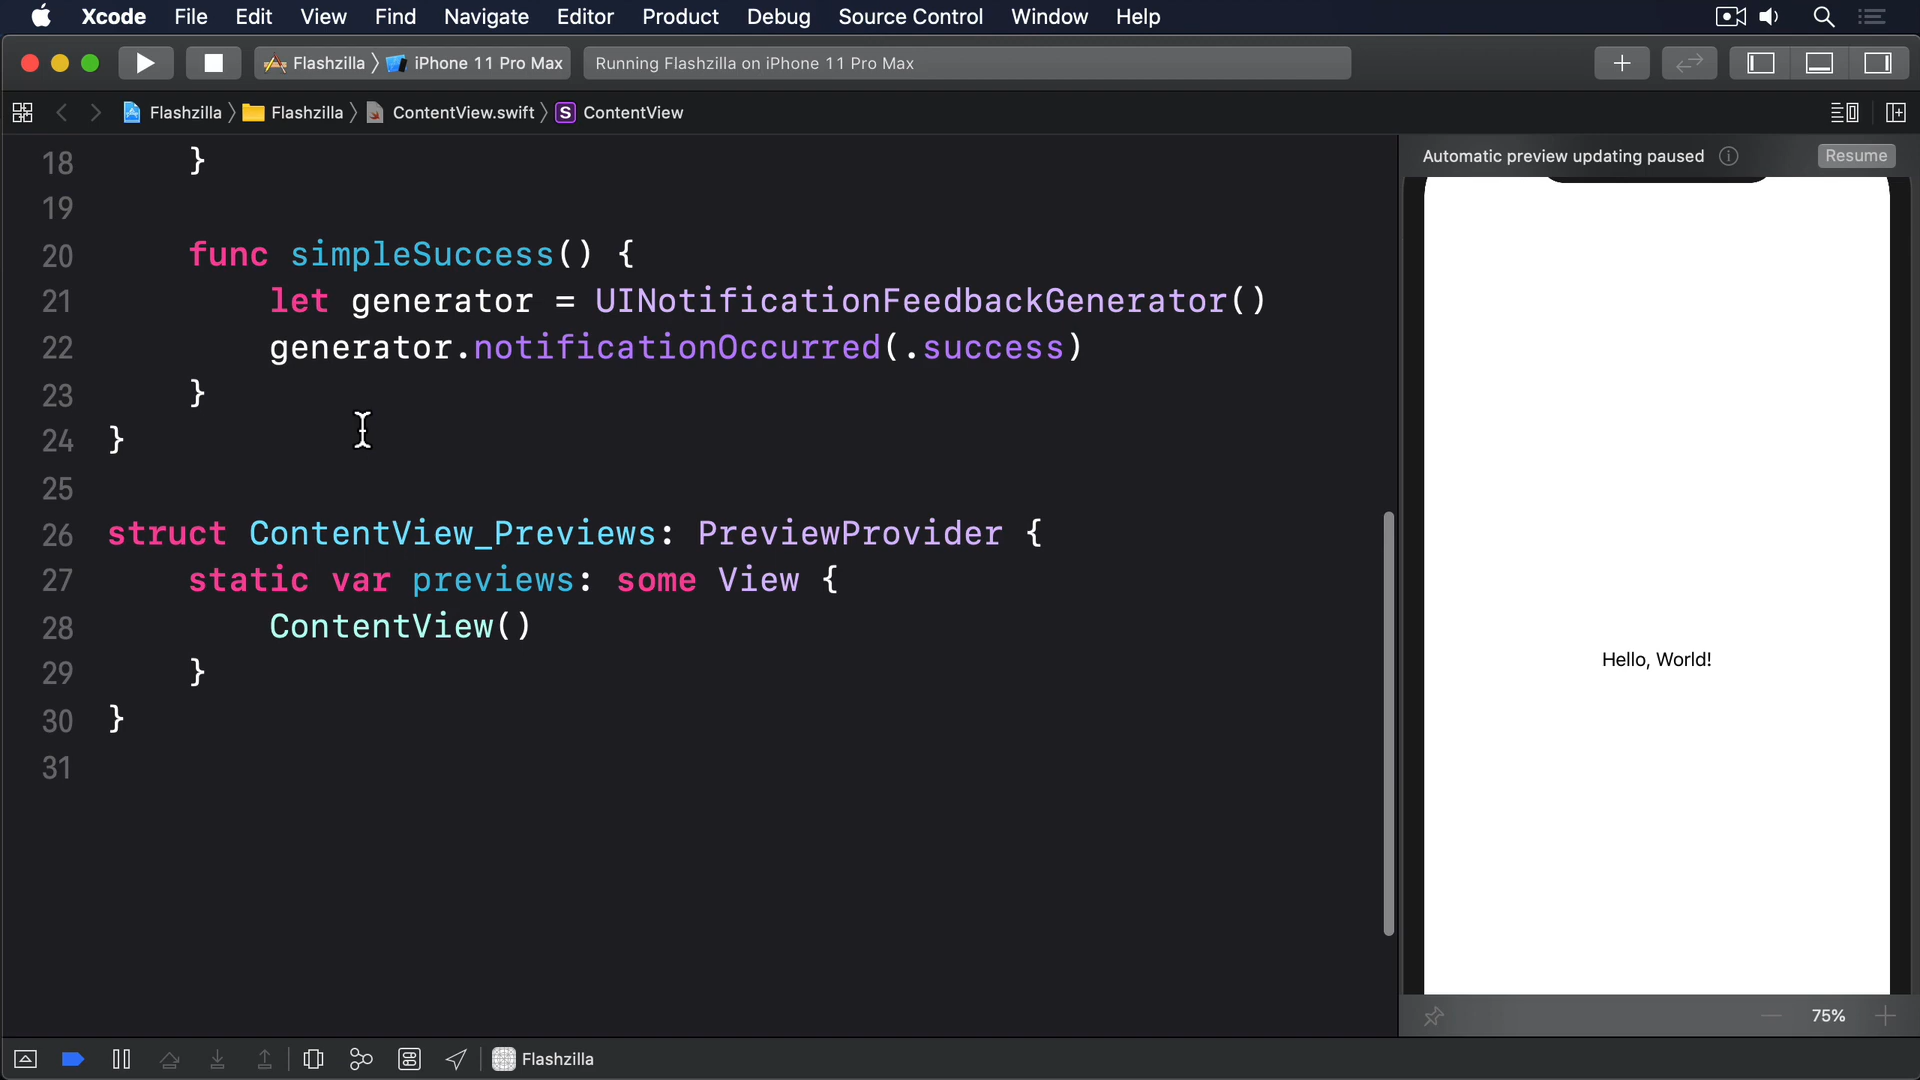 Xcode File Edit View Find Navigate Editor Product Debug Source Control Window Help
Flashzilla 〉 iPhone 11 Pro Max Running Flashzilla on iPhone 11 Pro Max
Flashzilla 〉 Flashzilla 〉 ContentView.swift 〉 S ContentView
Automatic preview updating paused Resume
18 }
19
20 func simpleSuccess() {
21 let generator = UINotificationFeedbackGenerator()
22 generator.notificationOccurred(.success)
23 }
24 }
25
26 struct ContentView_Previews: PreviewProvider {
27 static var previews: some View {
28 ContentView()
29 }
30 }
31
Hello, World!
75%
Flashzilla